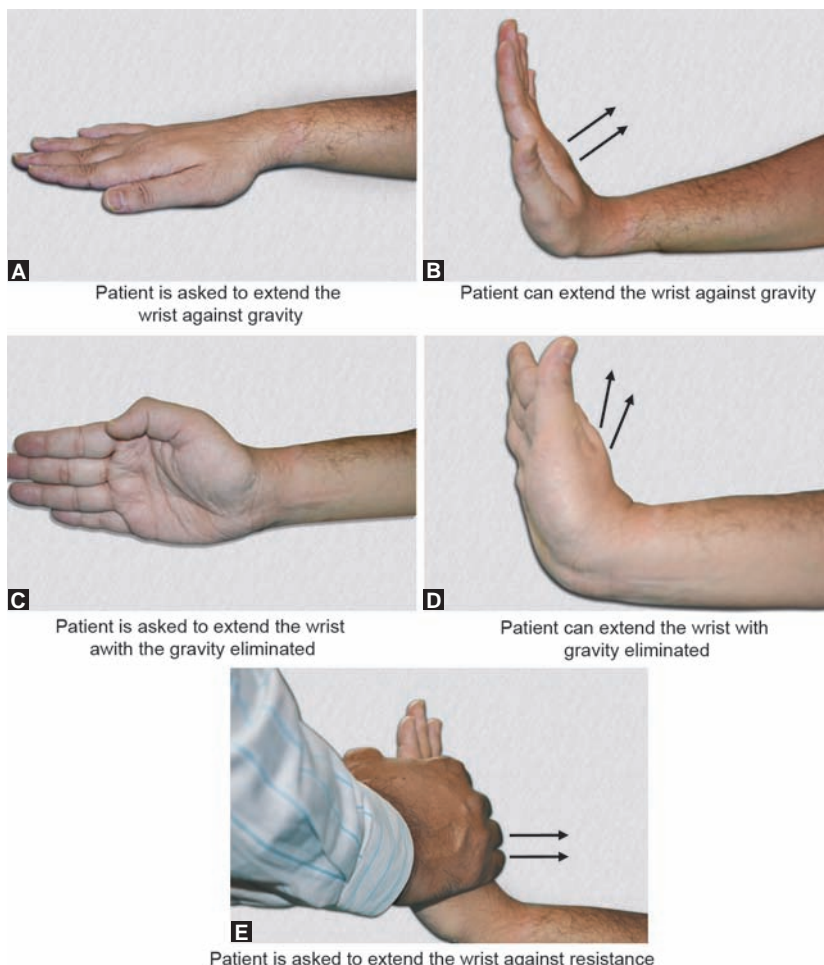 A
Patient is asked to extend the
wrist against gravity
B
Patient can extend the wrist against gravity
C
Patient is asked to extend the wrist
awith the gravity eliminated
D
Patient can extend the wrist with
gravity eliminated
E
Patient is asked to extend the wrist against resistance